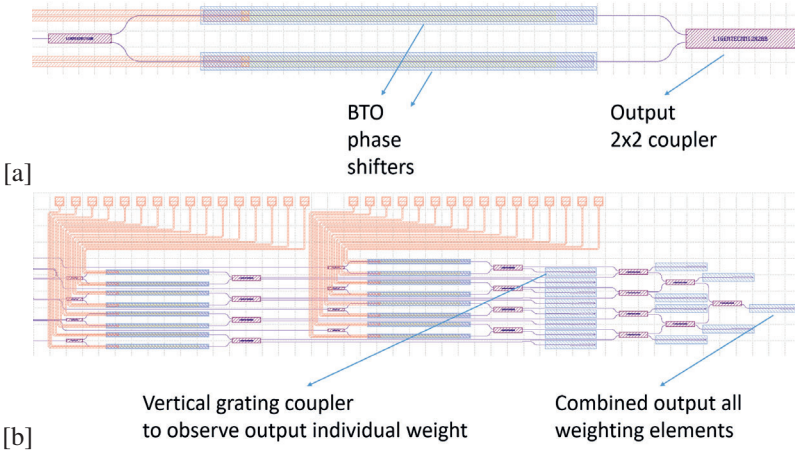 BTO
phase
shifters
Output
2x2 coupler
[a]
Vertical grating coupler
to observe output individual weight
Combined output all
weighting elements
[b]